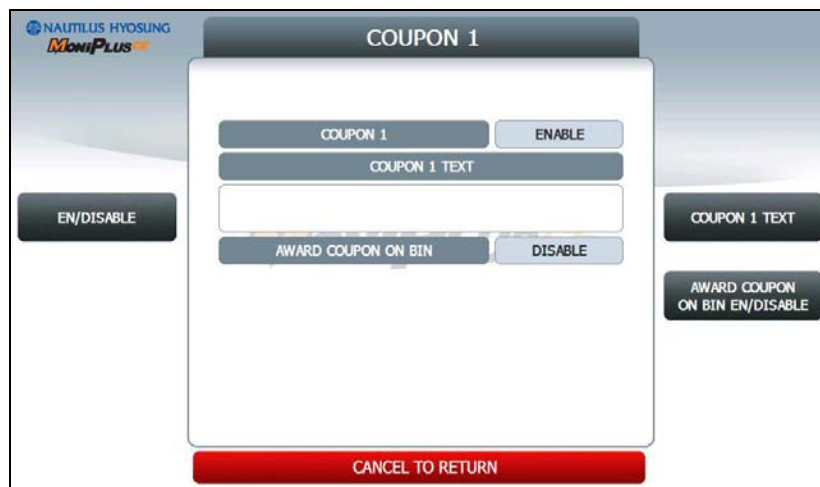 NAUTILUS HYOSUNG
MONiPLUS CE
COUPON 1
COUPON 1 ENABLE
COUPON 1 TEXT
EN/DISABLE
COUPON 1 TEXT
AWARD COUPON ON BIN DISABLE
AWARD COUPON
ON BIN EN/DISABLE
CANCEL TO RETURN